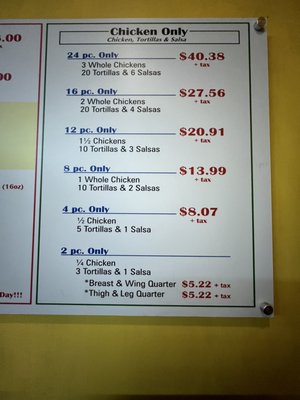 .00
x
00
(16oz)
Day!!!
Chicken Only
Chicken, Tortillas & Salsa
24 pc. Only $40.38
3 Whole Chickens + tax
20 Tortillas & 6 Salsas
16 pc. Only $27.56
2 Whole Chickens + tax
20 Tortillas & 4 Salsas
12 pc. Only $20.91
1½ Chickens + tax
10 Tortillas & 3 Salsas
8 pc. Only $13.99
1 Whole Chicken + tax
10 Tortillas & 2 Salsas
4 pc. Only $8.07
½ Chicken + tax
5 Tortillas & 1 Salsa
2 pc. Only
¼ Chicken
3 Tortillas & 1 Salsa
*Breast & Wing Quarter $5.22 + tax
*Thigh & Leg Quarter $5.22 + tax